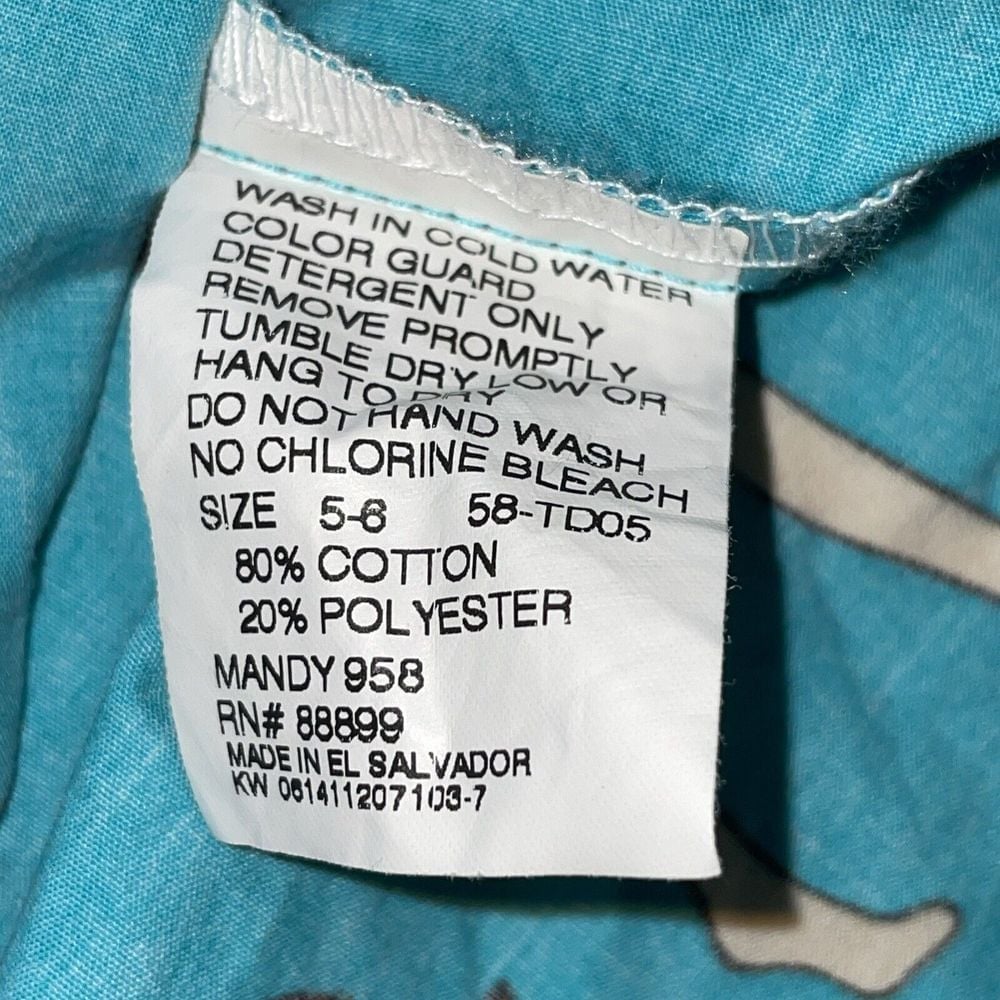 WASH IN COLD WATER
COLOR GUARD
DETERGENT ONLY
REMOVE PROMPTLY
TUMBLE DRY LOW OR
HANG TO DRY
DO NOT HAND WASH
NO CHLORINE BLEACH
SIZE 5-6 58-TD05
80% COTTON
20% POLYESTER
MANDY 958
RN# 88899
MADE IN EL SALVADOR
KW 061411207103-7